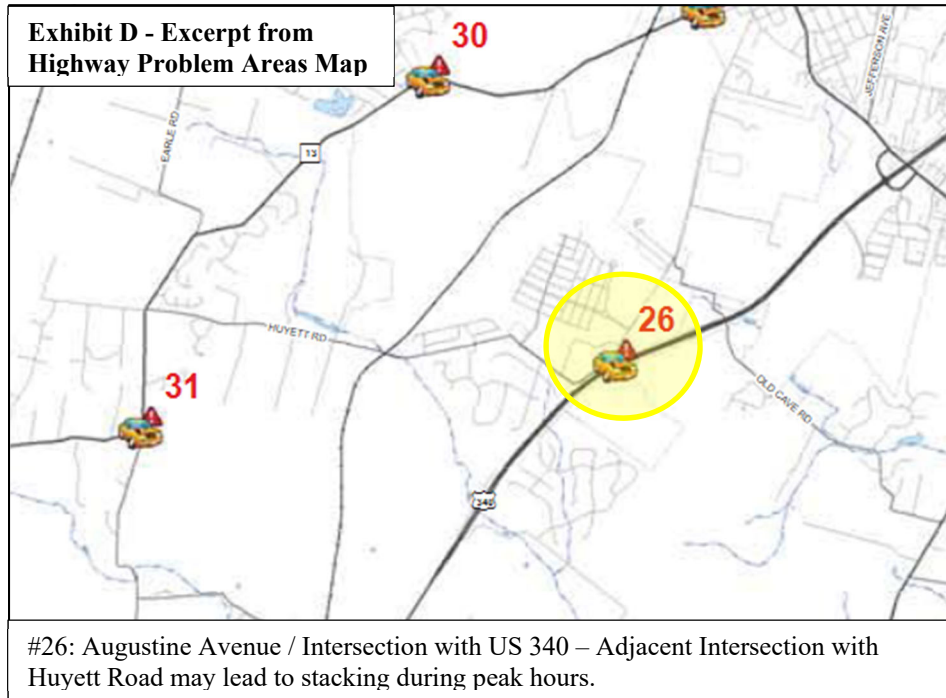 Exhibit D - Excerpt from
Highway Problem Areas Map
30
JEFFERSON AVE
EARLE RD
13
26
HUYETT RD
31
OLD CAVE RD
340
#26: Augustine Avenue / Intersection with US 340 – Adjacent Intersection with
Huyett Road may lead to stacking during peak hours.